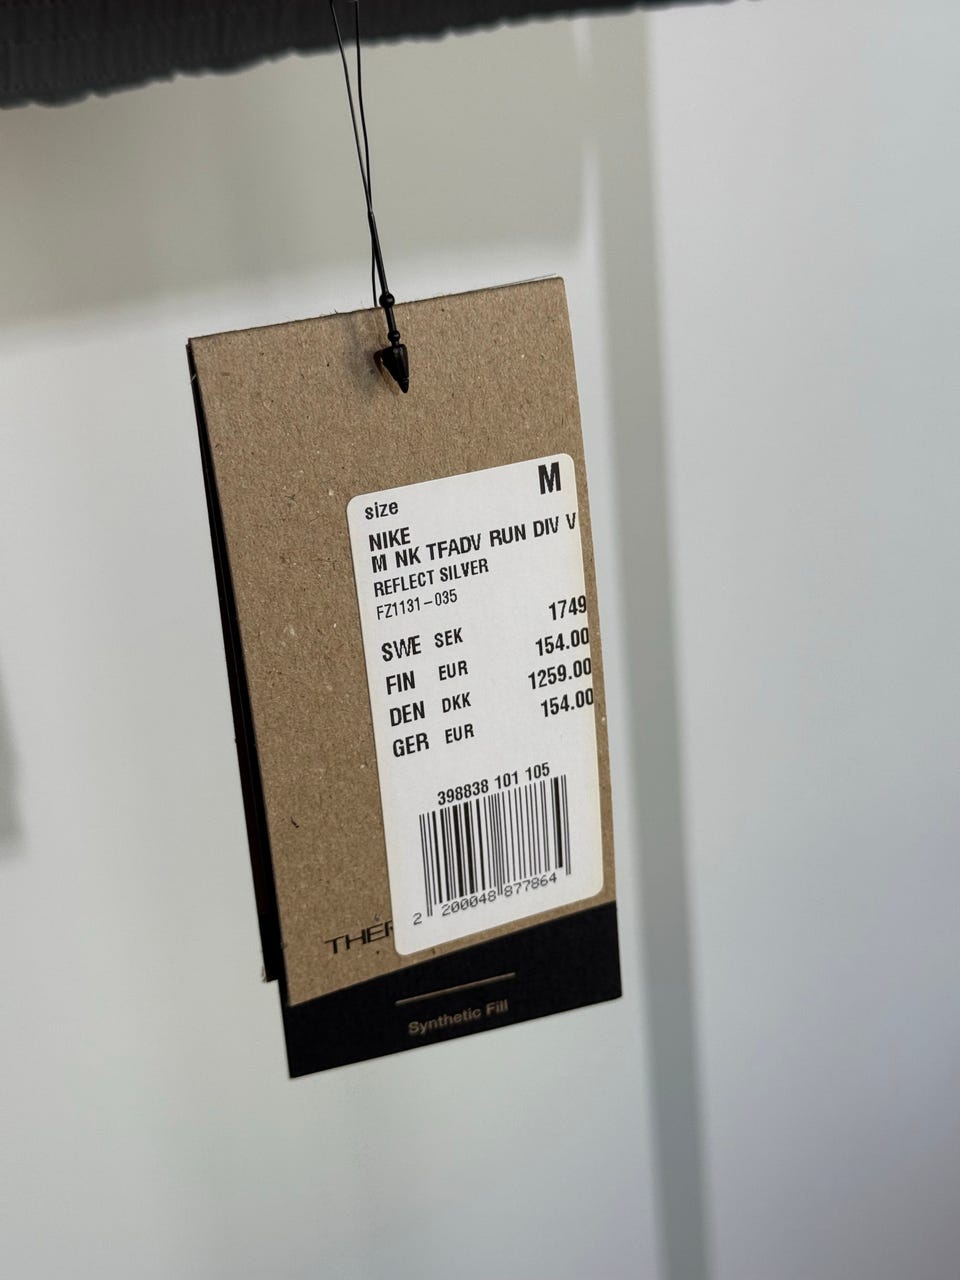 size M
NIKE
M NK TFADV RUN DIV V
REFLECT SILVER
FZ1131-035
SWE SEK 1749
FIN EUR 154.00
DEN DKK 1259.00
GER EUR 154.00
398838 101 105
2 200048 877864
THER
Synthetic Fill